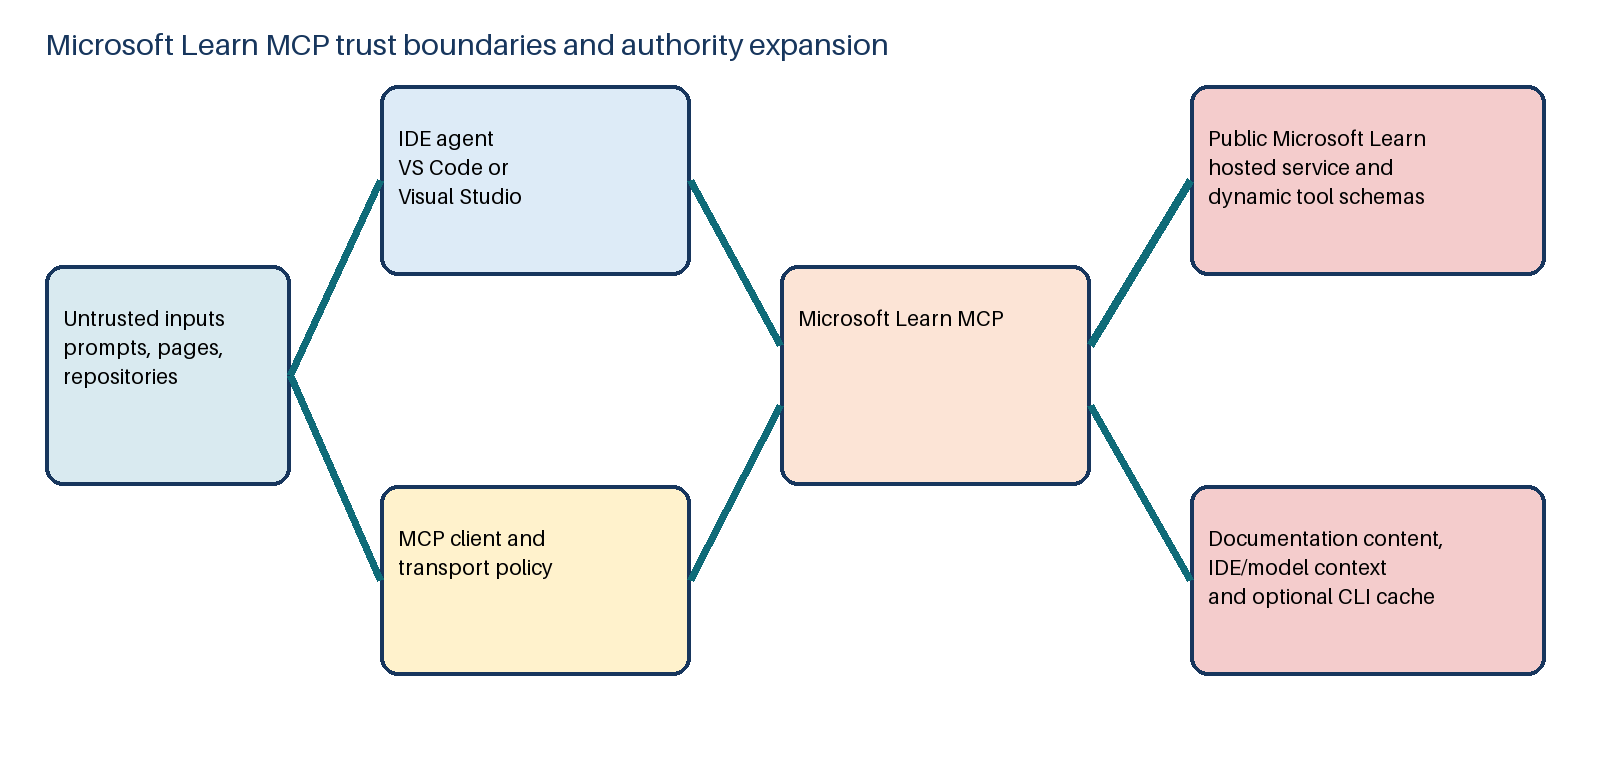 Microsoft Learn MCP trust boundaries and authority expansion
IDE agent
VS Code or
Visual Studio
Public Microsoft Learn
hosted service and
dynamic tool schemas
Untrusted inputs
prompts, pages,
repositories
Microsoft Learn MCP
MCP client and
transport policy
Documentation content,
IDE/model context
and optional CLI cache